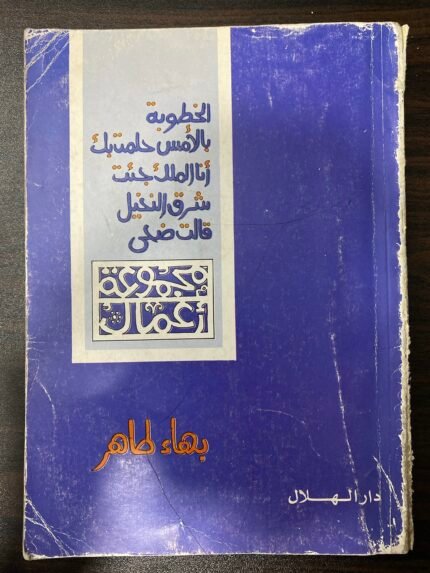 الخطوبة
بالأمس حلمت بك
أنا الملك جئت
شرق النخيل
قالت ضحى
مجموعة
أعمال
بهاء طاهر
دار الهلال